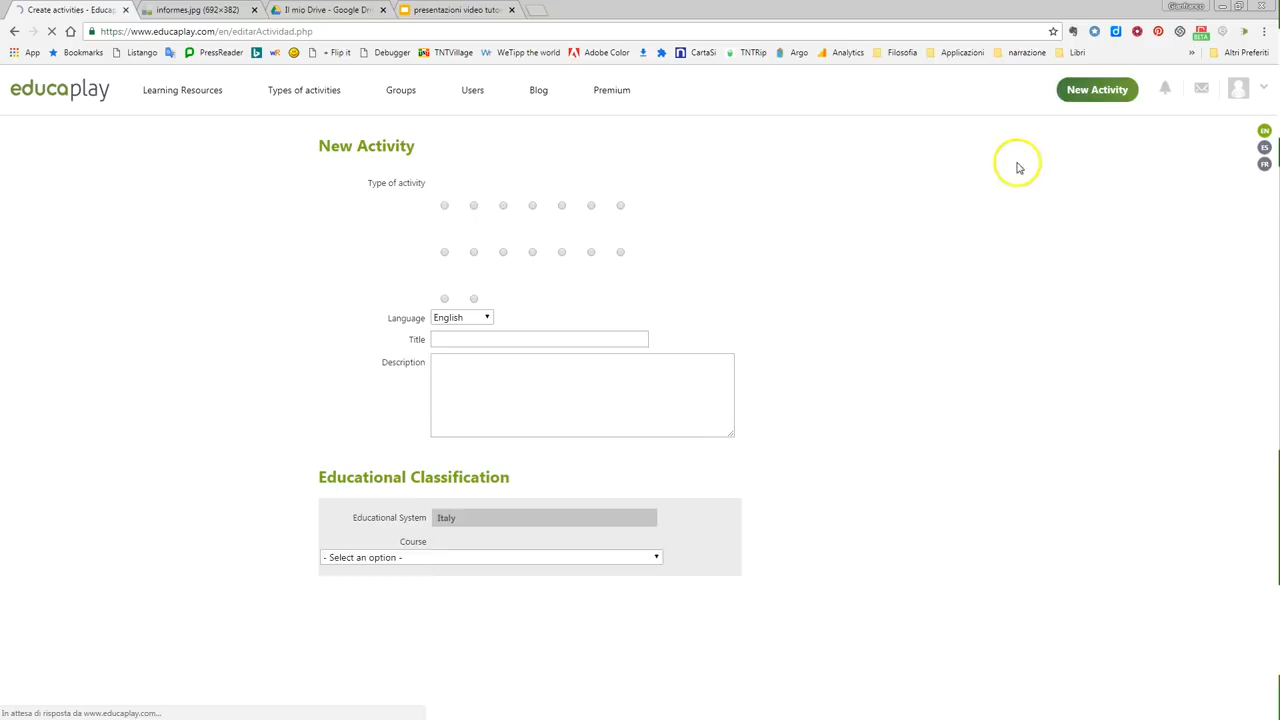 Create activities - Educa
informes.jpg (692×382)
Il mio Drive - Google Dri
presentazioni video tuto
Gianfranco
https://www.educaplay.com/en/editarActividad.php
BETA
App
Bookmarks
Listango
PressReader
wR
+ Flip it
Debugger
TNTVillage
WeTipp the world
Adobe Color
CartaSi
TNTRip
Argo
Analytics
Filosofia
Applicazioni
narrazione
Libri
»
Altri Preferiti
educaplay
Learning Resources
Types of activities
Groups
Users
Blog
Premium
New Activity
EN
ES
FR
New Activity
Type of activity
Language
English
Title
Description
Educational Classification
Educational System
Italy
Course
- Select an option -
In attesa di risposta da www.educaplay.com...